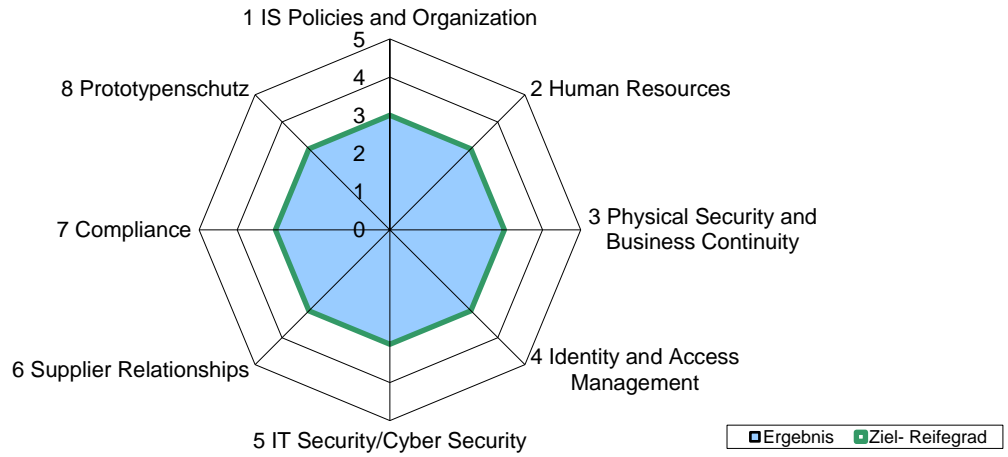 1 IS Policies and Organization
5
8 Prototypenschutz
4
2 Human Resources
3
2
1
7 Compliance
0
3 Physical Security and
Business Continuity
6 Supplier Relationships
4 Identity and Access
Management
5 IT Security/Cyber Security
Ergebnis
Ziel- Reifegrad